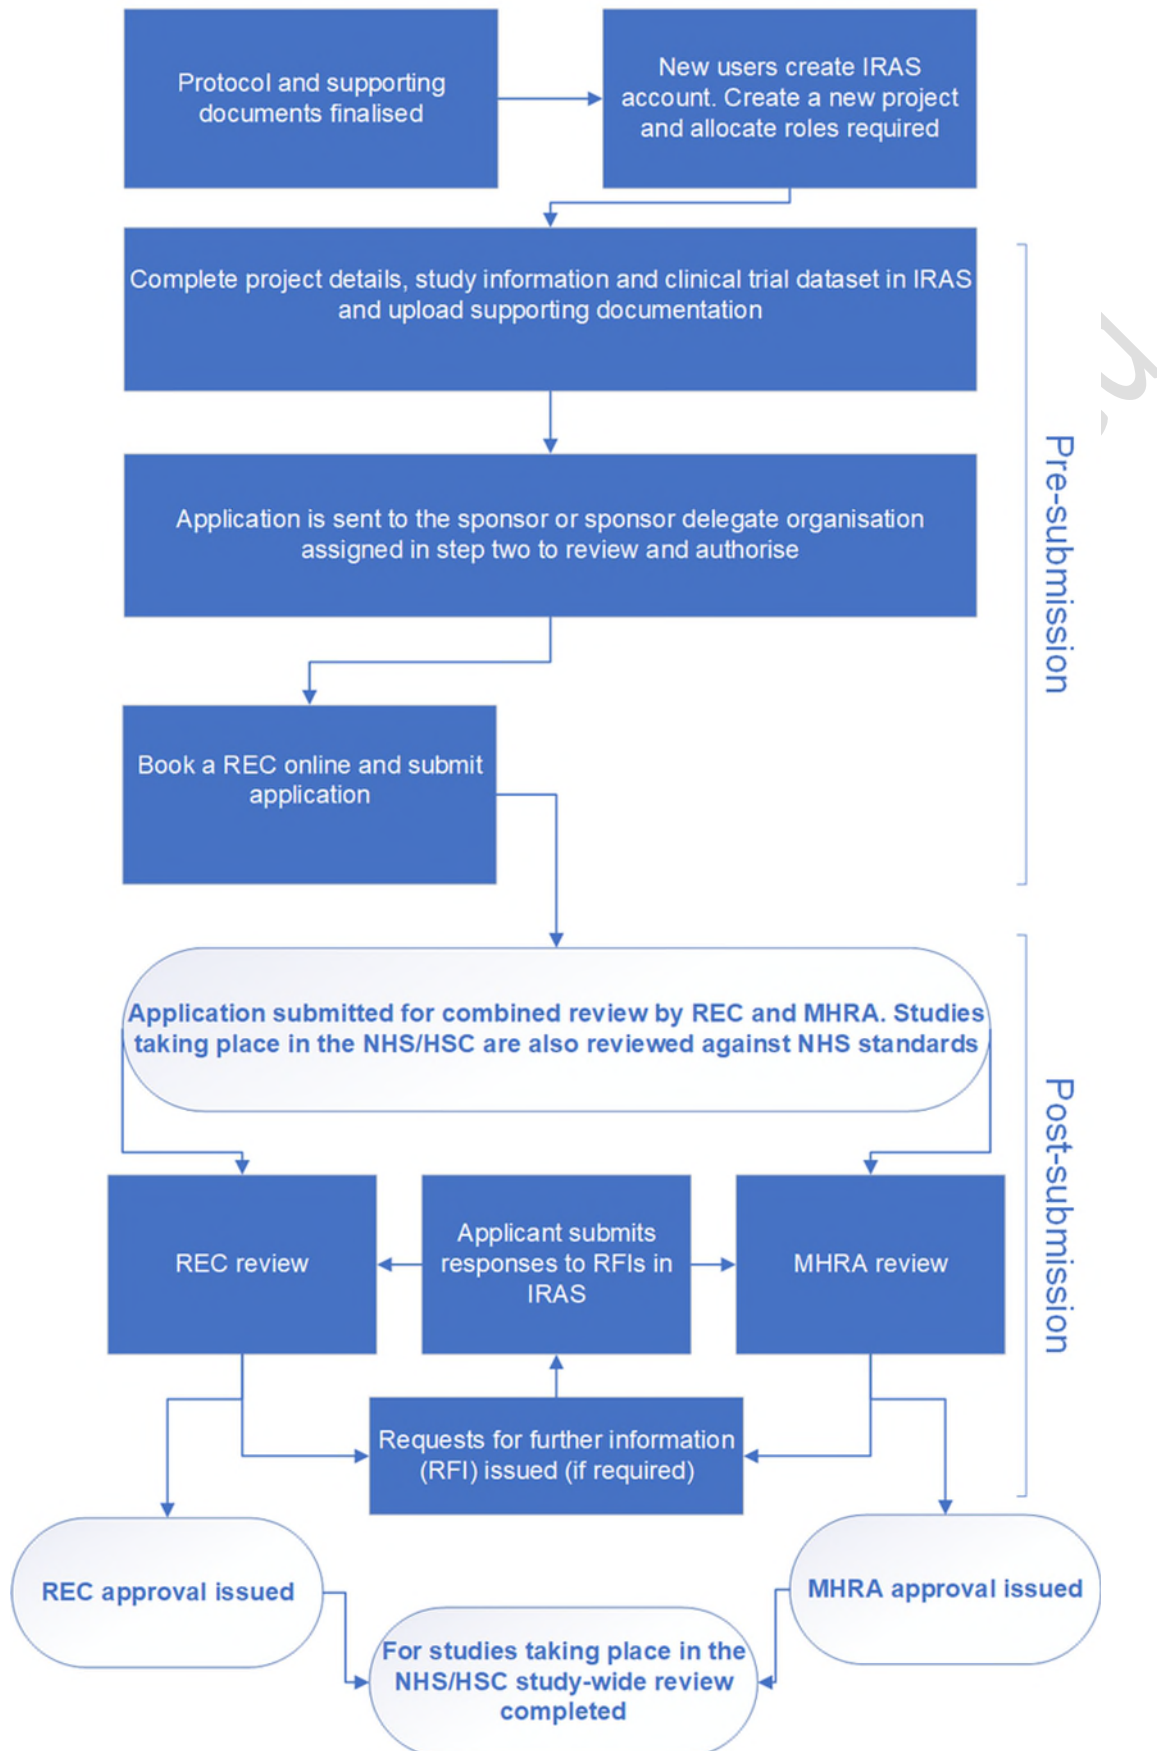 Protocol and supporting
documents finalised
New users create IRAS
account. Create a new project
and allocate roles required
Complete project details, study information and clinical trial dataset in IRAS
and upload supporting documentation
Application is sent to the sponsor or sponsor delegate organisation
assigned in step two to review and authorise
Book a REC online and submit
application
Pre-submission
Application submitted for combined review by REC and MHRA. Studies
taking place in the NHS/HSC are also reviewed against NHS standards
REC review
Applicant submits
responses to RFIs in
IRAS
MHRA review
Requests for further information
(RFI) issued (if required)
Post-submission
REC approval issued
MHRA approval issued
For studies taking place in the
NHS/HSC study-wide review
completed